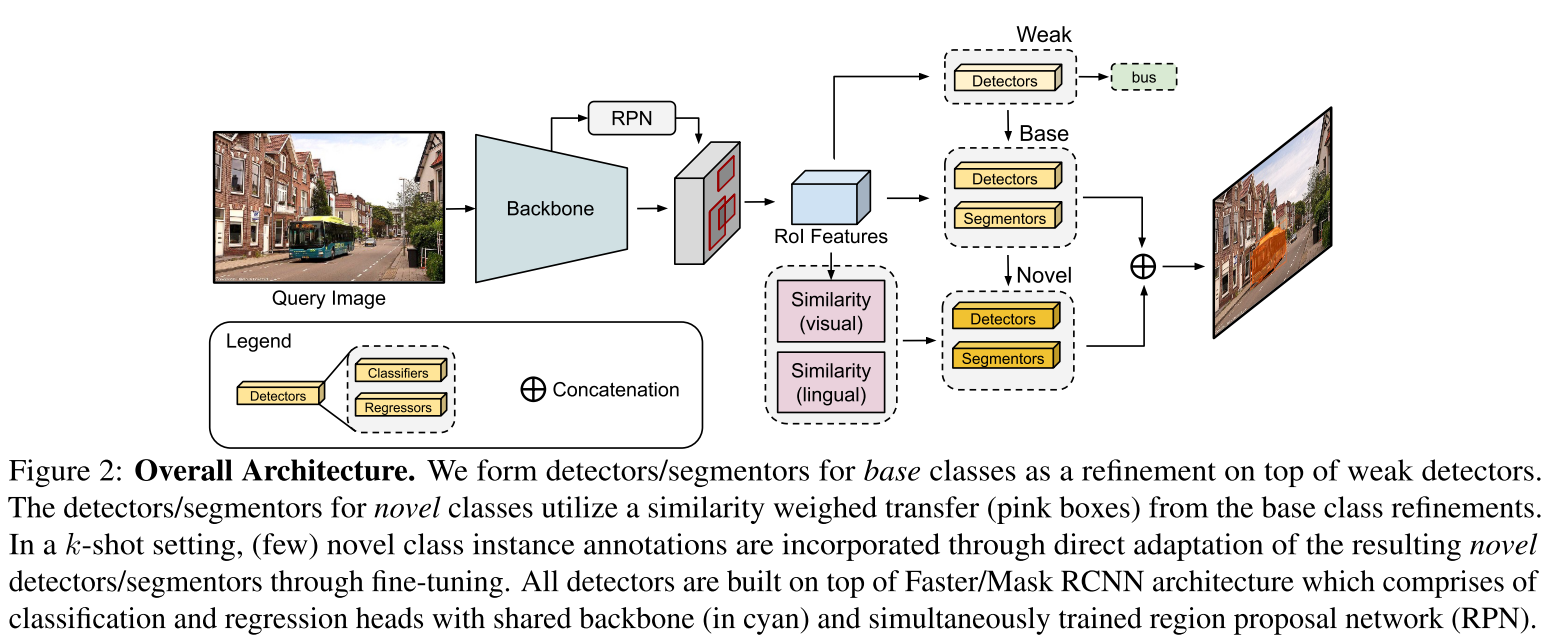 Weak
Detectors
bus
RPN
Base
Detectors
Backbone
Segmentors
RoI Features
Query Image
Novel
Similarity
(visual)
Detectors
Segmentors
Similarity
(lingual)
Legend
Detectors
Classifiers
Regressors
⊕ Concatenation
Figure 2: Overall Architecture. We form detectors/segmentors for base classes as a refinement on top of weak detectors.
The detectors/segmentors for novel classes utilize a similarity weighed transfer (pink boxes) from the base class refinements.
In a k-shot setting, (few) novel class instance annotations are incorporated through direct adaptation of the resulting novel
detectors/segmentors through fine-tuning. All detectors are built on top of Faster/Mask RCNN architecture which comprises of
classification and regression heads with shared backbone (in cyan) and simultaneously trained region proposal network (RPN).